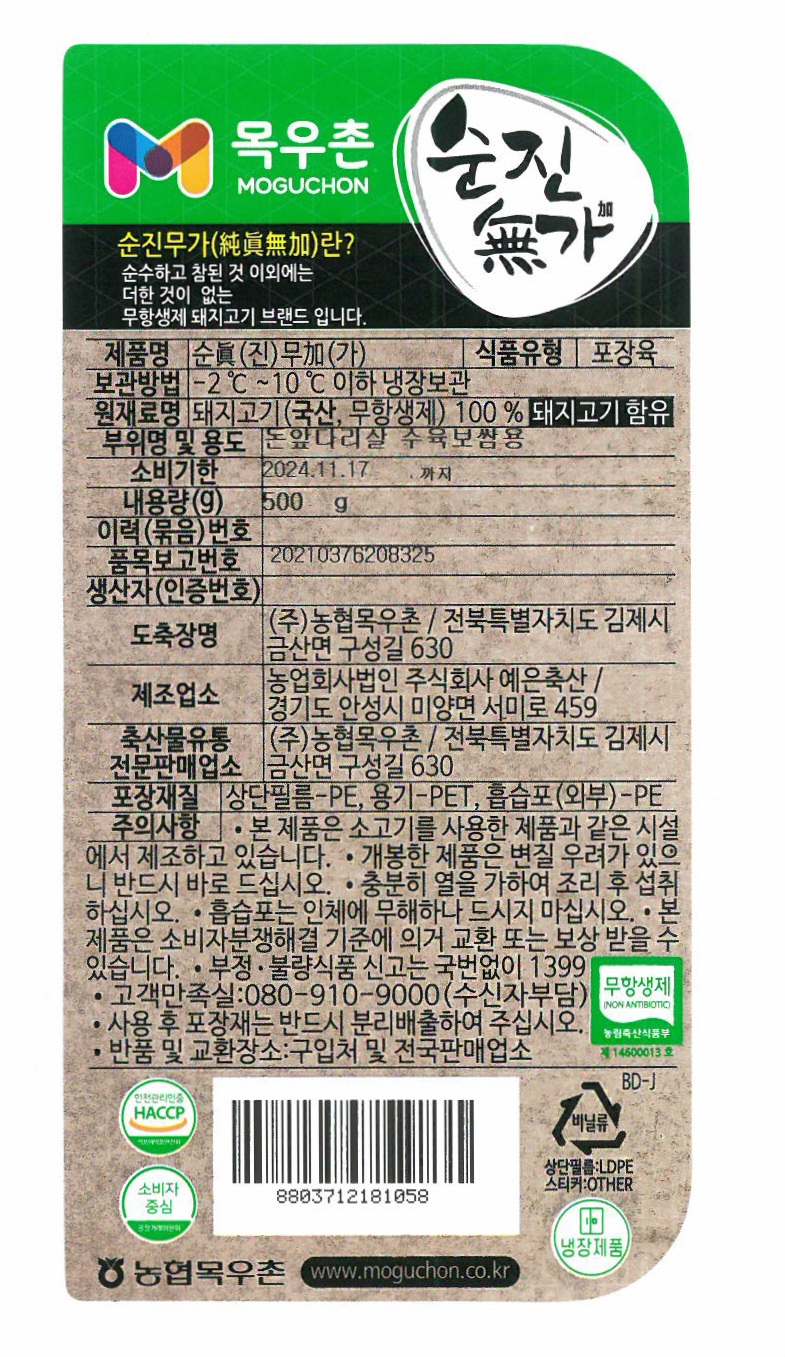 목우촌
MOGUCHON
순진
無가
加
순진무가(純眞無加)란?
순수하고 참된 것 이외에는
더한 것이 없는
무항생제 돼지고기 브랜드 입니다.
제품명 순眞(진)무加(가) 식품유형 포장육
보관방법 -2℃ ~10℃ 이하 냉장보관
원재료명 돼지고기(국산, 무항생제) 100 % 돼지고기 함유
부위명 및 용도 돈앞다리살 수육보쌈용
소비기한 2024.11.17 .까지
내용량(g) 500 g
이력(묶음)번호
품목보고번호 20210376208325
생산자(인증번호)
도축장명 (주)농협목우촌 / 전북특별자치도 김제시
금산면 구성길 630
제조업소 농업회사법인 주식회사 예은축산 /
경기도 안성시 미양면 서미로 459
축산물유통 전문판매업소 (주)농협목우촌 / 전북특별자치도 김제시
금산면 구성길 630
포장재질 상단필름-PE, 용기-PET, 흡습포(외부)-PE
주의사항 • 본 제품은 소고기를 사용한 제품과 같은 시설
에서 제조하고 있습니다. • 개봉한 제품은 변질 우려가 있으
니 반드시 바로 드십시오. • 충분히 열을 가하여 조리 후 섭취
하십시오. • 흡습포는 인체에 무해하나 드시지 마십시오. • 본
제품은 소비자분쟁해결 기준에 의거 교환 또는 보상 받을 수
있습니다. • 부정·불량식품 신고는 국번없이 1399
• 고객만족실:080-910-9000(수신자부담)
• 사용 후 포장재는 반드시 분리배출하여 주십시오.
• 반품 및 교환장소:구입처 및 전국판매업소
무항생제
(NON ANTIBIOTIC)
농림축산식품부
제 14600013 호
BD-J
안전관리인증
HACCP
소비자
중심
공정거래위원회
8803712181058
비닐류
상단필름:LDPE
스티커:OTHER
냉장제품
농협목우촌 www.moguchon.co.kr